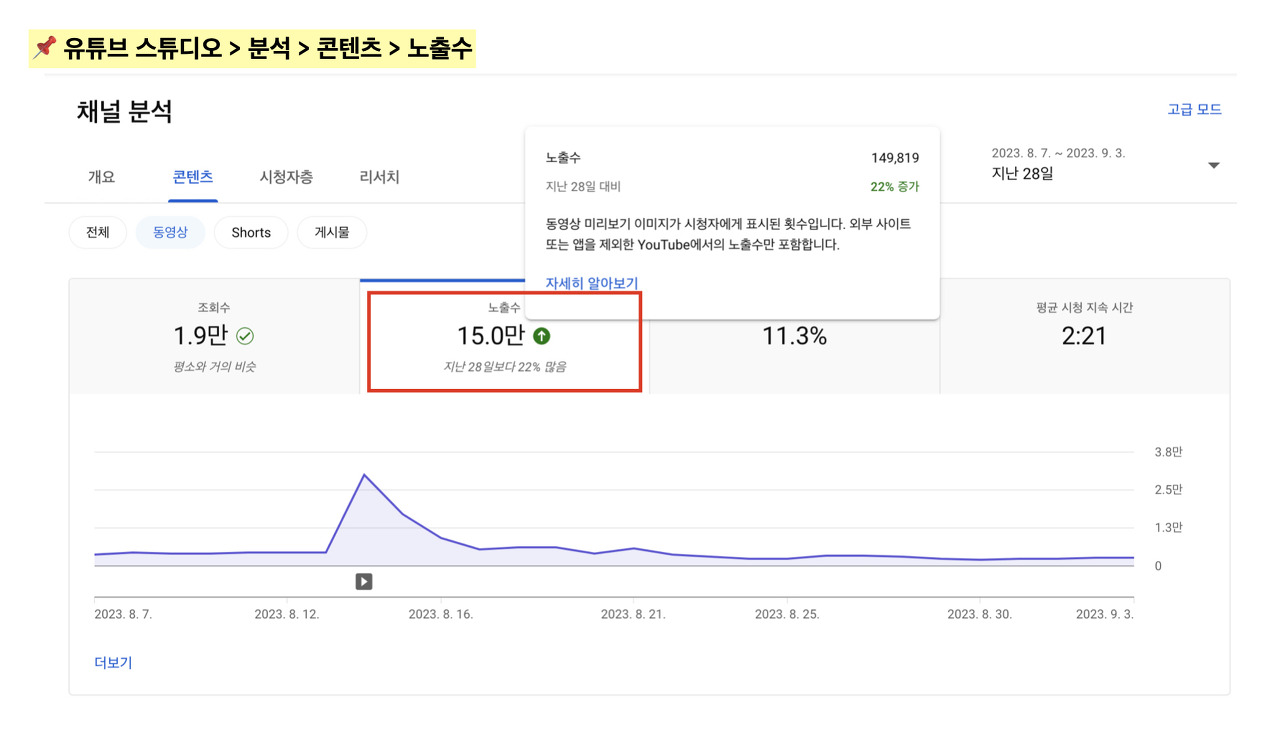 📌 유튜브 스튜디오 > 분석 > 콘텐츠 > 노출수
채널 분석
고급 모드
개요
콘텐츠
시청자층
리서치
2023. 8. 7. ~ 2023. 9. 3.
지난 28일
전체
동영상
Shorts
게시물
노출수 149,819
지난 28일 대비 22% 증가
동영상 미리보기 이미지가 시청자에게 표시된 횟수입니다. 외부 사이트
또는 앱을 제외한 YouTube에서의 노출수만 포함합니다.
자세히 알아보기
조회수
1.9만
평소와 거의 비슷
노출수
15.0만
지난 28일보다 22% 많음
11.3%
평균 시청 지속 시간
2:21
3.8만
2.5만
1.3만
0
2023. 8. 7.
2023. 8. 12.
2023. 8. 16.
2023. 8. 21.
2023. 8. 25.
2023. 8. 30.
2023. 9. 3.
더보기